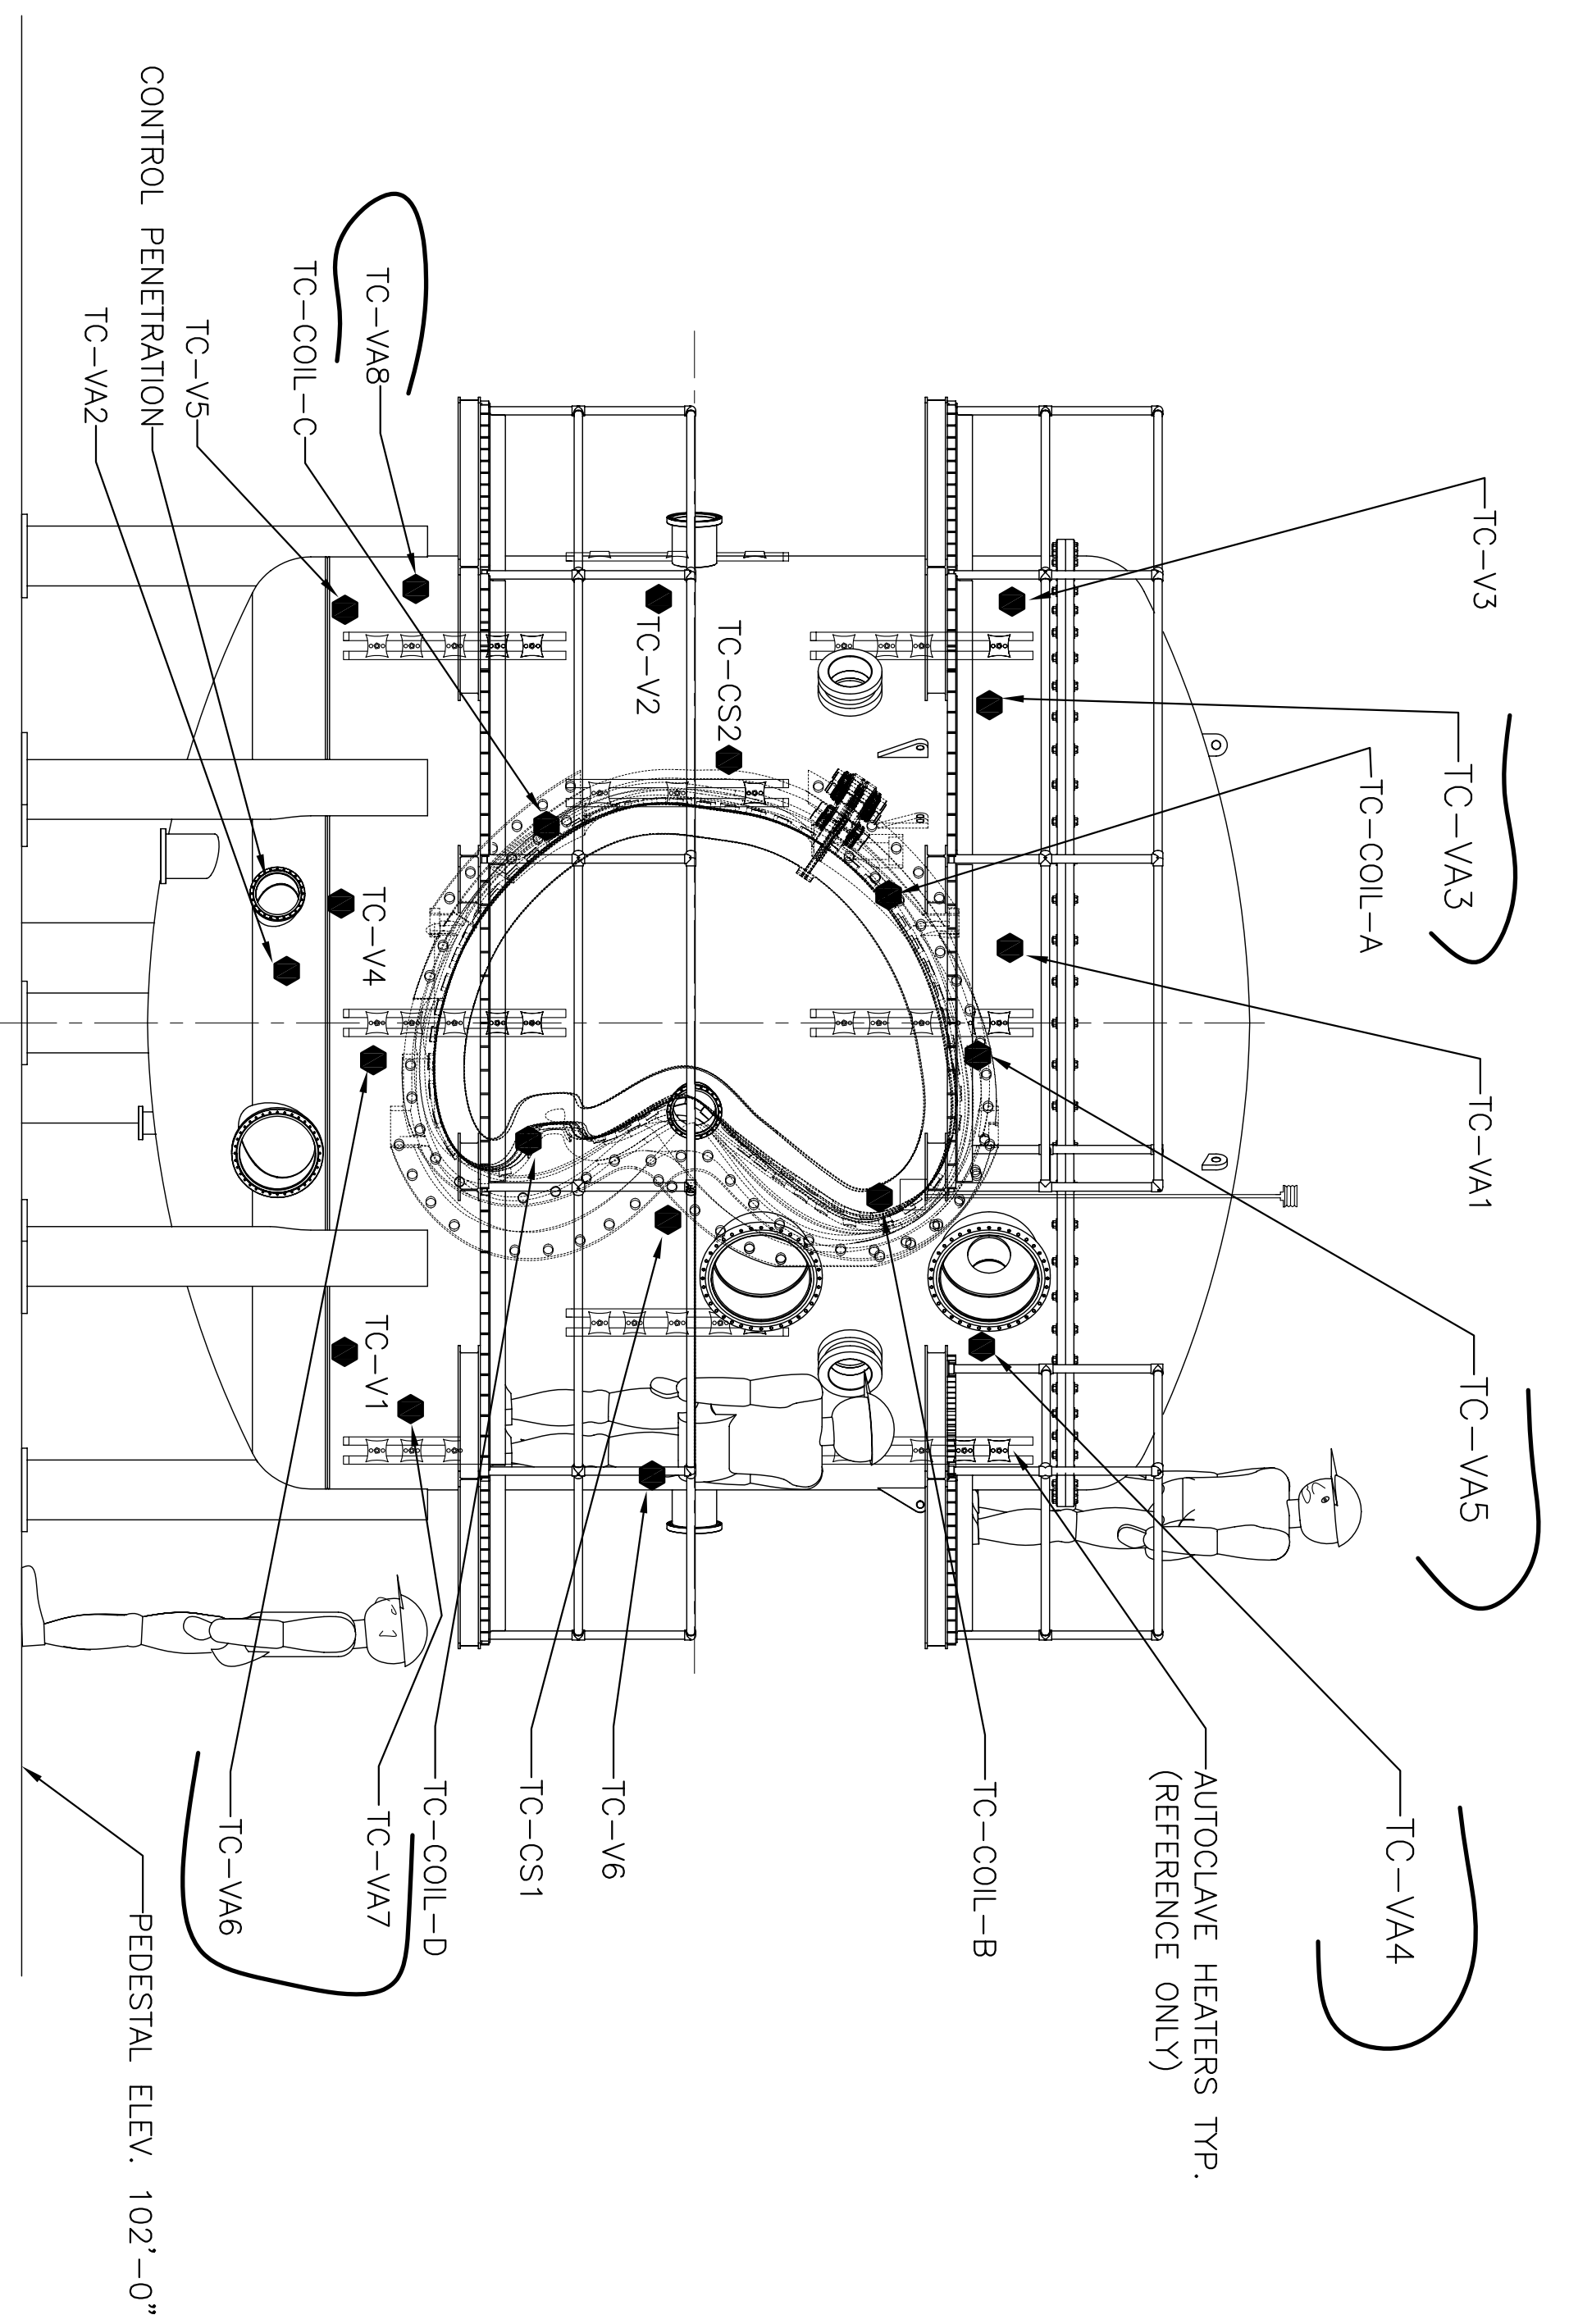 TC-V3
TC-VA3
TC-COIL-A
TC-VA1
TC-VA5
TC-VA4
AUTOCLAVE HEATERS TYP.
(REFERENCE ONLY)
TC-COIL-B
TC-CS2
TC-V2
TC-V6
TC-CS1
TC-COIL-D
TC-VA8
TC-COIL-C
TC-V5
CONTROL PENETRATION
TC-VA2
TC-V4
TC-V1
TC-VA7
TC-VA6
PEDESTAL ELEV. 102'-0"